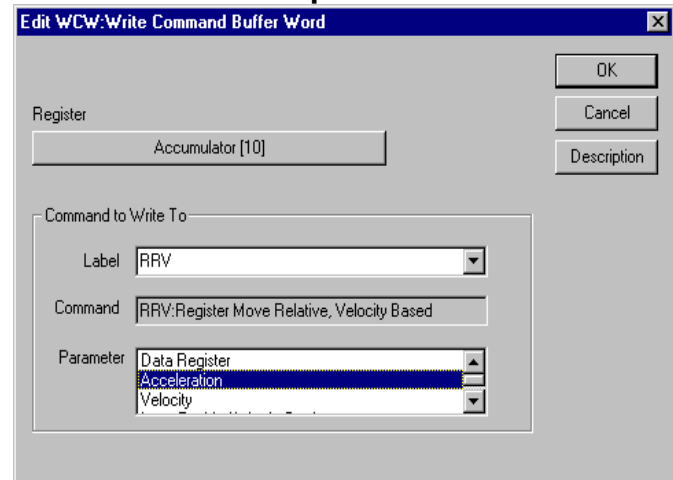 Edit WCW:Write Command Buffer Word
OK
Register
Cancel
Accumulator [10]
Description
Command to Write To
Label RRV
Command RRV:Register Move Relative, Velocity Based
Parameter Data Register
Acceleration
Velocity